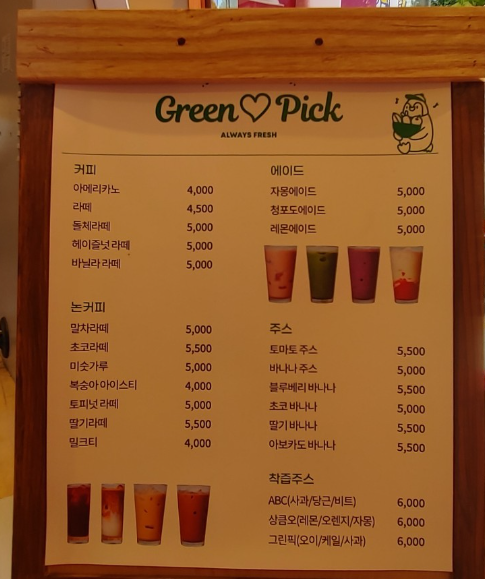 Green♡Pick
ALWAYS FRESH
커피
아메리카노 4,000
라떼 4,500
돌체라떼 5,000
헤이즐넛 라떼 5,000
바닐라 라떼 5,000
논커피
말차라떼 5,000
초코라떼 5,500
미숫가루 5,000
복숭아 아이스티 4,000
토피넛 라떼 5,000
딸기라떼 5,500
밀크티 4,000
에이드
자몽에이드 5,000
청포도에이드 5,000
레몬에이드 5,000
주스
토마토 주스 5,500
바나나 주스 5,000
블루베리 바나나 5,500
초코 바나나 5,000
딸기 바나나 5,500
아보카도 바나나 5,500
착즙주스
ABC(사과/당근/비트) 6,000
상큼오(레몬/오렌지/자몽) 6,000
그린픽(오이/케일/사과) 6,000